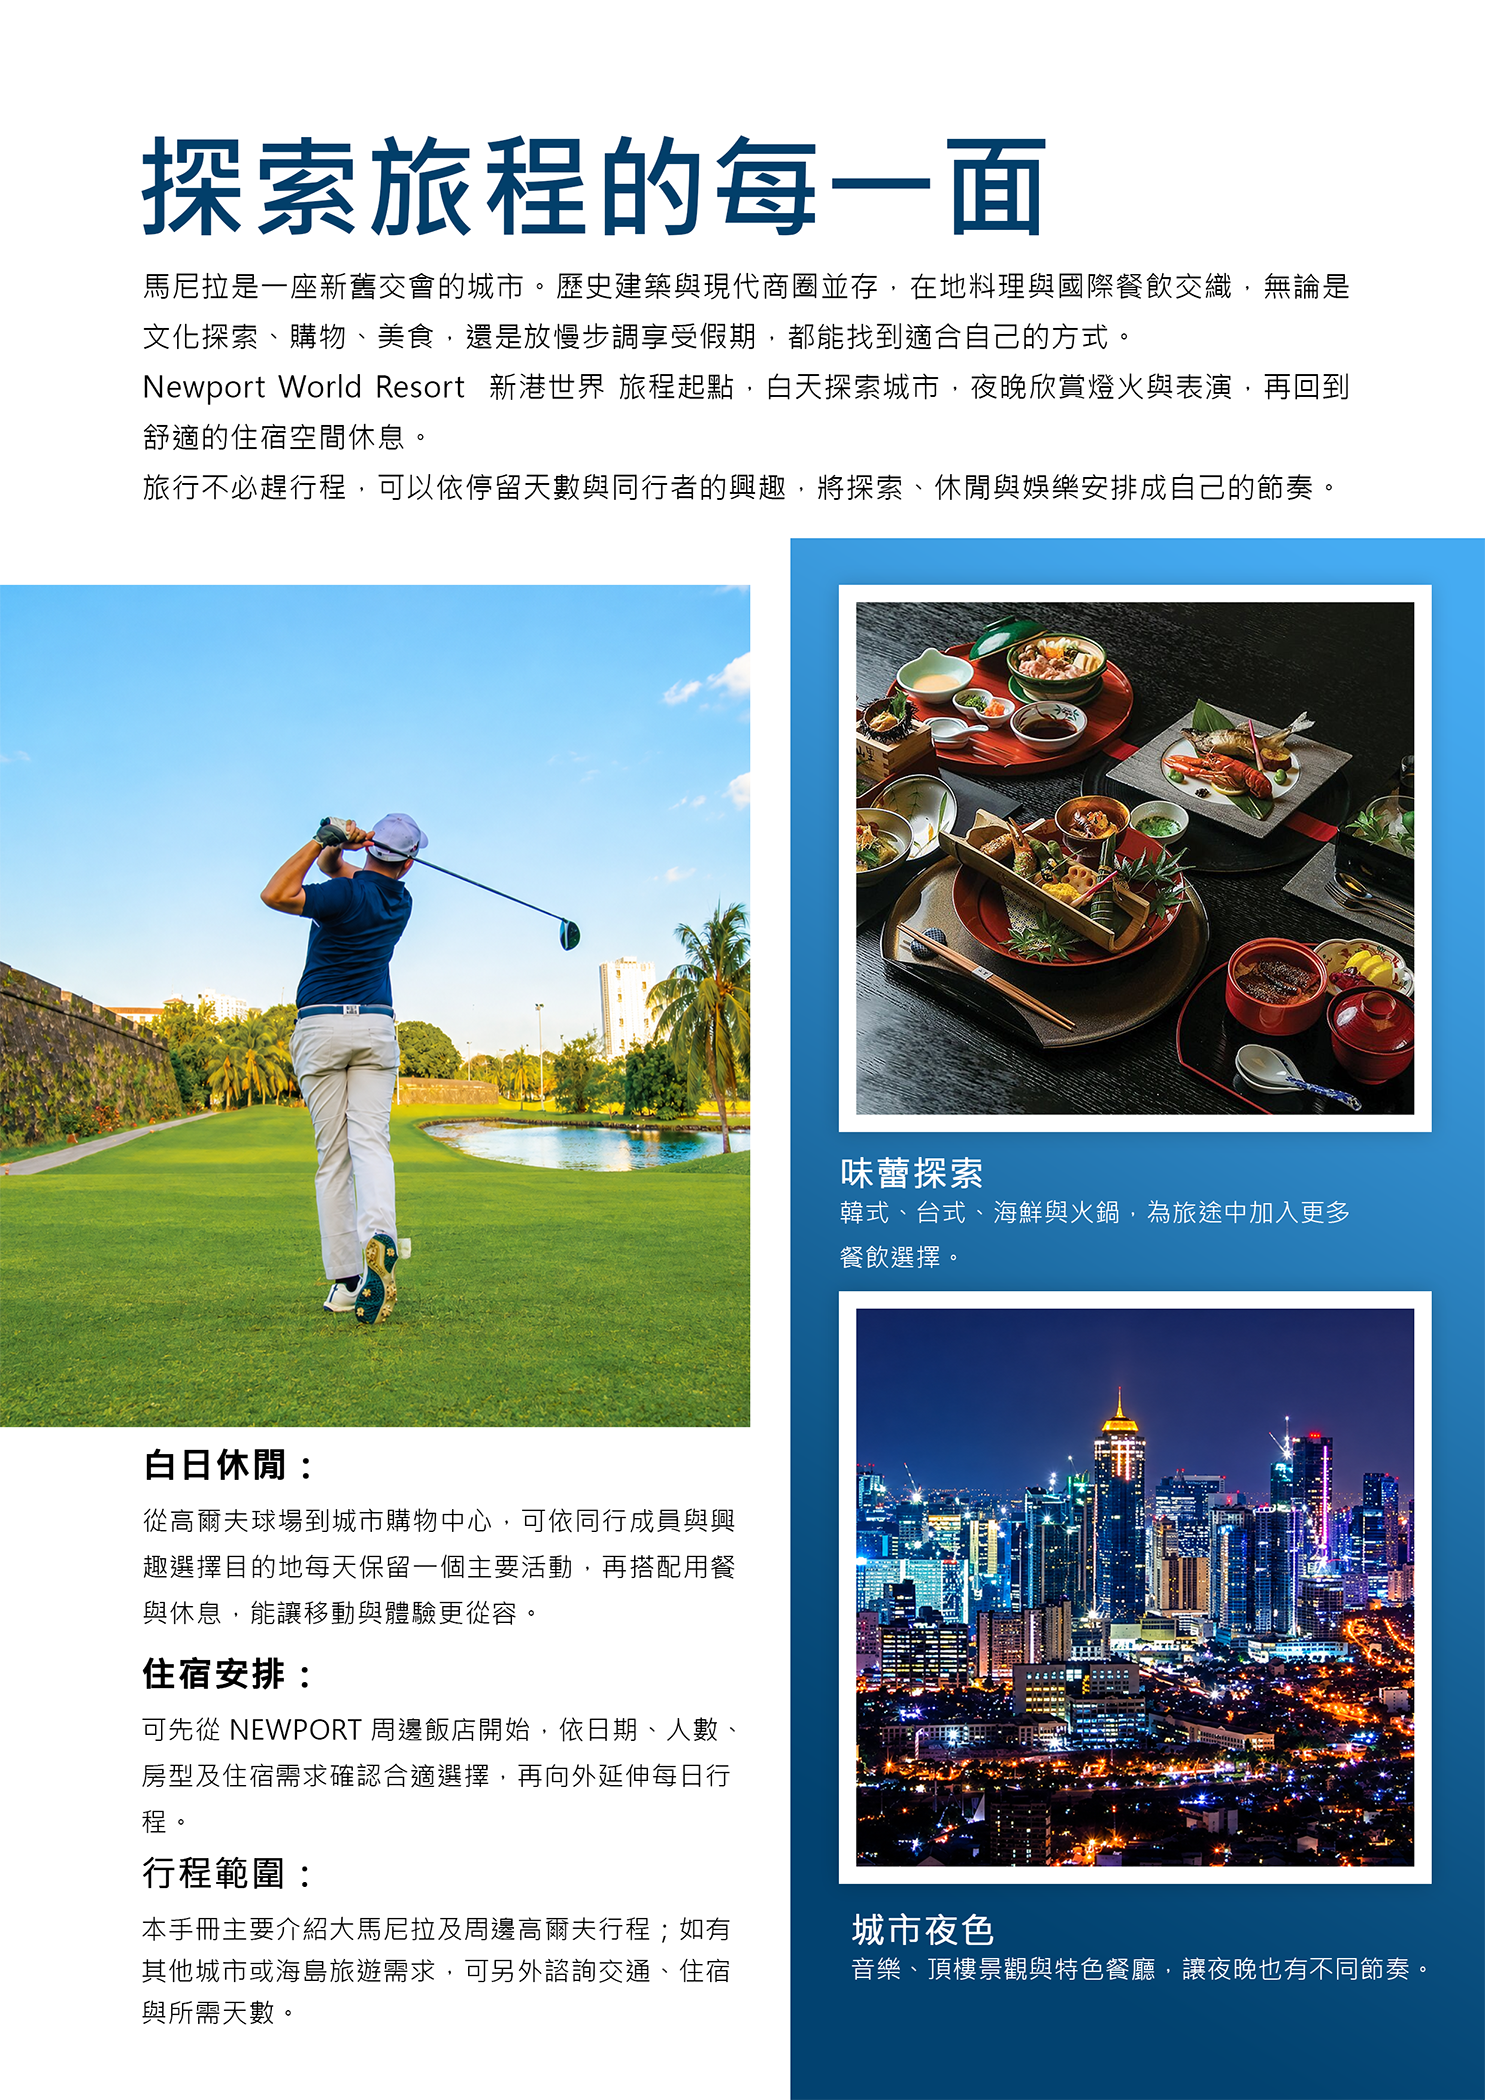 探索旅程的每一面
馬尼拉是一座新舊交會的城市。歷史建築與現代商圈並存，在地料理與國際餐飲交織，無論是
文化探索、購物、美食，還是放慢步調享受假期，都能找到適合自己的方式。
Newport World Resort 新港世界 旅程起點，白天探索城市，夜晚欣賞燈火與表演，再回到
舒適的住宿空間休息。
旅行不必趕行程，可以依停留天數與同行者的興趣，將探索、休閒與娛樂安排成自己的節奏。
白日休閒：
從高爾夫球場到城市購物中心，可依同行成員與興
趣選擇目的地每天保留一個主要活動，再搭配用餐
與休息，能讓移動與體驗更從容。
住宿安排：
可先從 NEWPORT 周邊飯店開始，依日期、人數、
房型及住宿需求確認合適選擇，再向外延伸每日行
程。
行程範圍：
本手冊主要介紹大馬尼拉及周邊高爾夫行程；如有
其他城市或海島旅遊需求，可另外諮詢交通、住宿
與所需天數。
味蕾探索
韓式、台式、海鮮與火鍋，為旅途中加入更多
餐飲選擇。
城市夜色
音樂、頂樓景觀與特色餐廳，讓夜晚也有不同節奏。